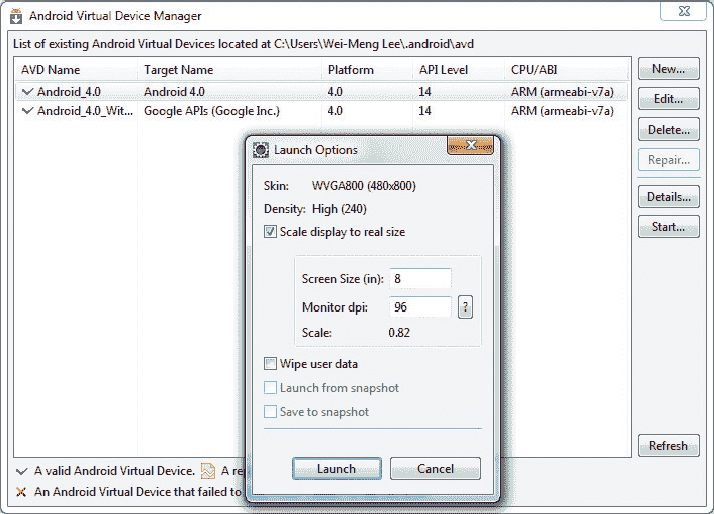 Android Virtual Device Manager
List of existing Android Virtual Devices located at C:\Users\Wei-Meng Lee\.android\avd
AVD Name Target Name Platform API Level CPU/ABI
Android_4.0 Android 4.0 4.0 14 ARM (armeabi-v7a)
Android_4.0_Wit... Google APIs (Google Inc.) 4.0 14 ARM (armeabi-v7a)
New...
Edit...
Delete...
Repair...
Details...
Start...
Refresh
Launch Options
Skin: WVGA800 (480x800)
Density: High (240)
Scale display to real size
Screen Size (in): 8
Monitor dpi: 96 ?
Scale: 0.82
Wipe user data
Launch from snapshot
Save to snapshot
Launch Cancel
A valid Android Virtual Device. A re
An Android Virtual Device that failed to